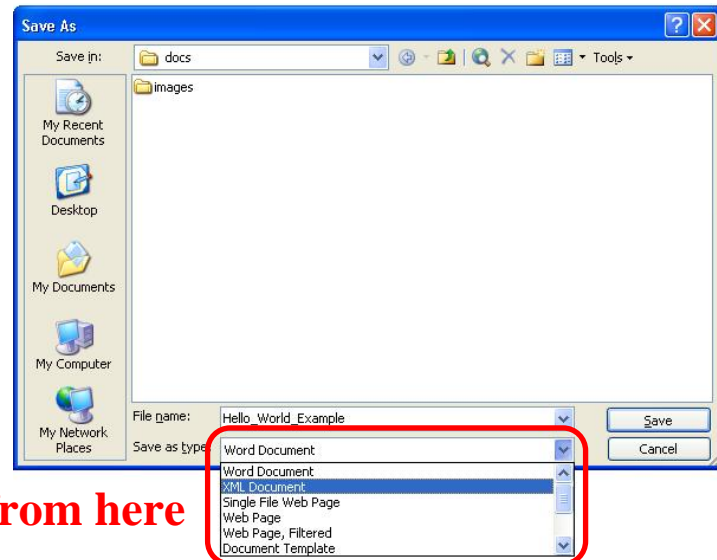 Save As
Save in:
docs
Tools
images
My Recent
Documents
Desktop
My Documents
My Computer
My Network
Places
File name:
Hello_World_Example
Save
Save as type:
Word Document
Cancel
Word Document
XML Document
Single File Web Page
Web Page
Web Page, Filtered
Document Template
from here